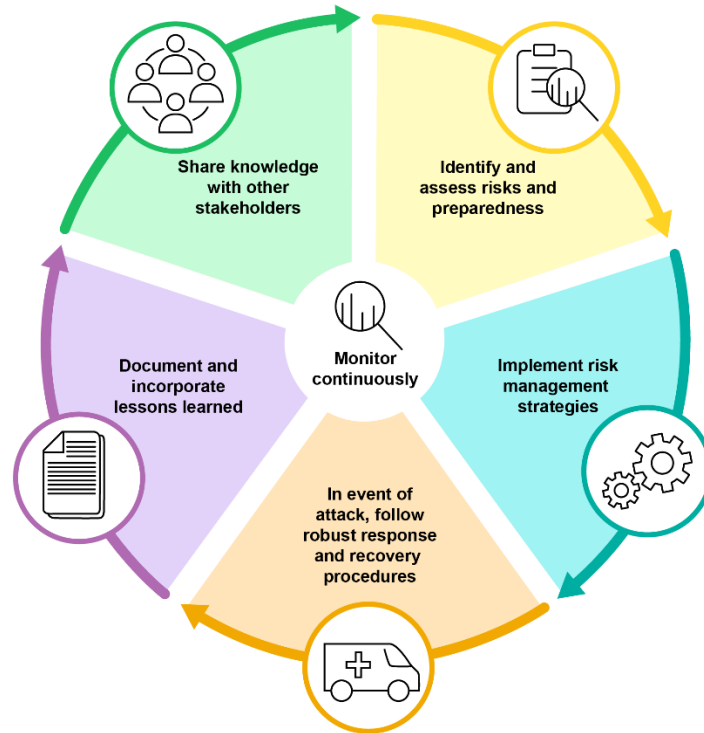 Share knowledge
with other
stakeholders
Identify and
assess risks and
preparedness
Monitor
continuously
Document and
incorporate
lessons learned
Implement risk
management
strategies
In event of
attack, follow
robust response
and recovery
procedures